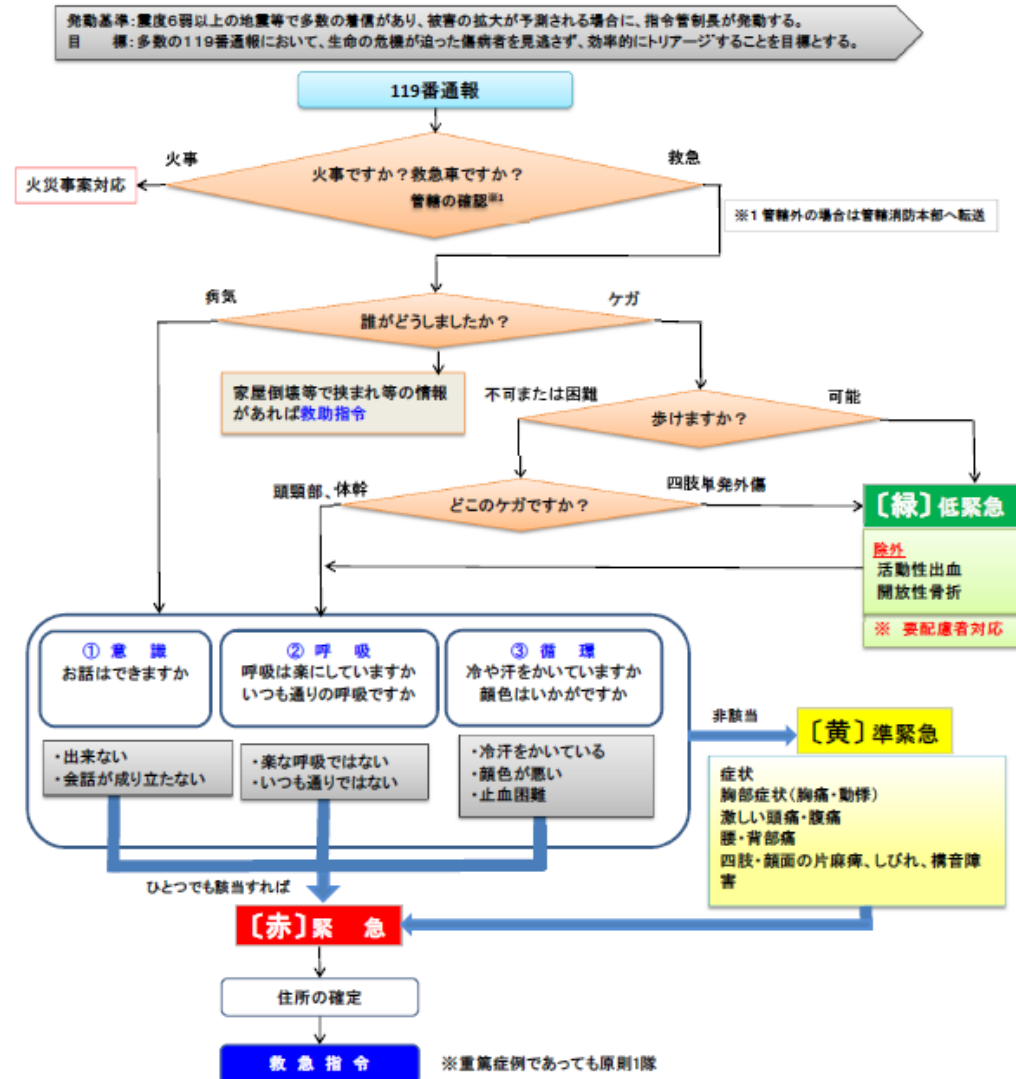 発動基準：震度６弱以上の地震等で多数の着信があり、被害の拡大が予測される場合に、指令管制長が発動する。
目　　標：多数の119番通報において、生命の危機が迫った傷病者を見逃さず、効率的にトリアージすることを目標とする。
119番通報
火事
救急
火事ですか？救急車ですか？
管轄の確認※1
火災事案対応
※１管轄外の場合は管轄消防本部へ転送
病気
ケガ
誰がどうしましたか？
家屋倒壊等で挟まれ等の情報
があれば救助指令
不可または困難
可能
歩けますか？
頭頸部、体幹
四肢単発外傷
どこのケガですか？
〔緑〕低緊急
除外
活動性出血
開放性骨折
※ 要配慮者対応
① 意　識
お話はできますか
② 呼　吸
呼吸は楽にしていますか
いつも通りの呼吸ですか
③ 循　環
冷や汗をかいていますか
顔色はいかがですか
・出来ない
・会話が成り立たない
・楽な呼吸ではない
・いつも通りではない
・冷汗をかいている
・顔色が悪い
・止血困難
非該当
〔黄〕準緊急
症状
胸部症状（胸痛・動悸）
激しい頭痛・腹痛
腰・背部痛
四肢・顔面の片麻痺、しびれ、構音障
害
ひとつでも該当すれば
〔赤〕緊　急
住所の確定
救 急 指 令
※重篤症例であっても原則1隊